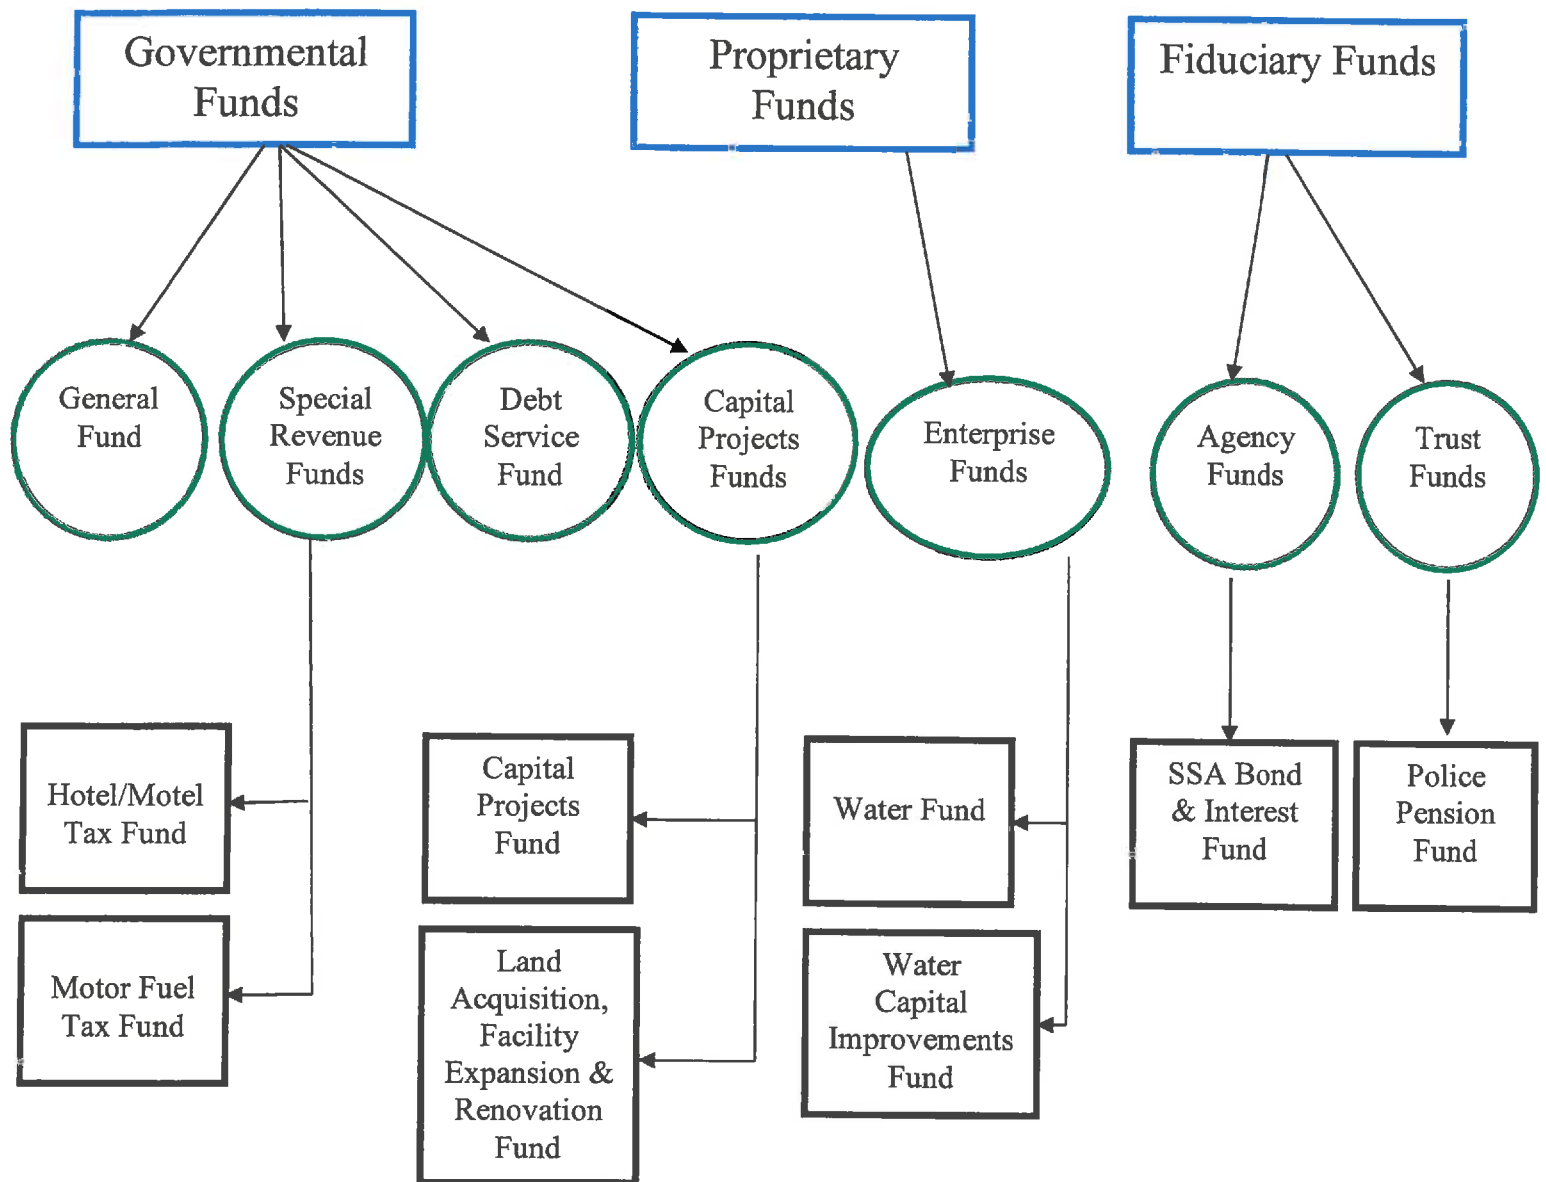 Governmental
Funds
Proprietary
Funds
Fiduciary Funds
General
Fund
Special
Revenue
Funds
Debt
Service
Fund
Capital
Projects
Funds
Enterprise
Funds
Agency
Funds
Trust
Funds
Hotel/Motel
Tax Fund
Capital
Projects
Fund
Water Fund
SSA Bond
& Interest
Fund
Police
Pension
Fund
Motor Fuel
Tax Fund
Land
Acquisition,
Facility
Expansion &
Renovation
Fund
Water
Capital
Improvements
Fund